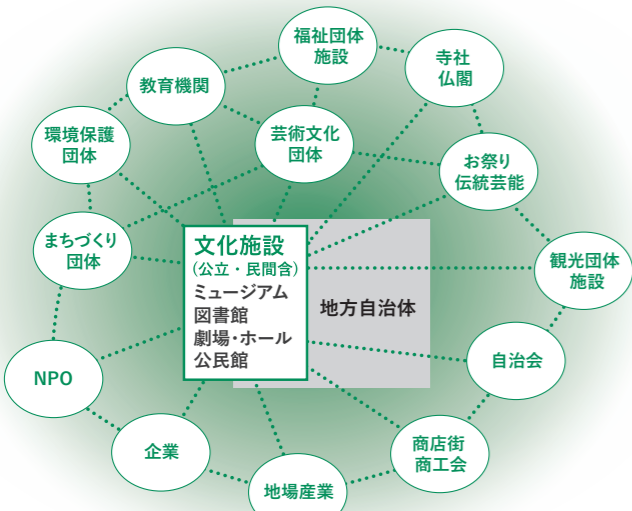 福祉団体
施設
寺社
仏閣
教育機関
環境保護
団体
芸術文化
団体
お祭り
伝統芸能
まちづくり
団体
文化施設
(公立・民間含)
ミュージアム
図書館
劇場・ホール
公民館
地方自治体
観光団体
施設
自治会
NPO
企業
商店街
商工会
地場産業